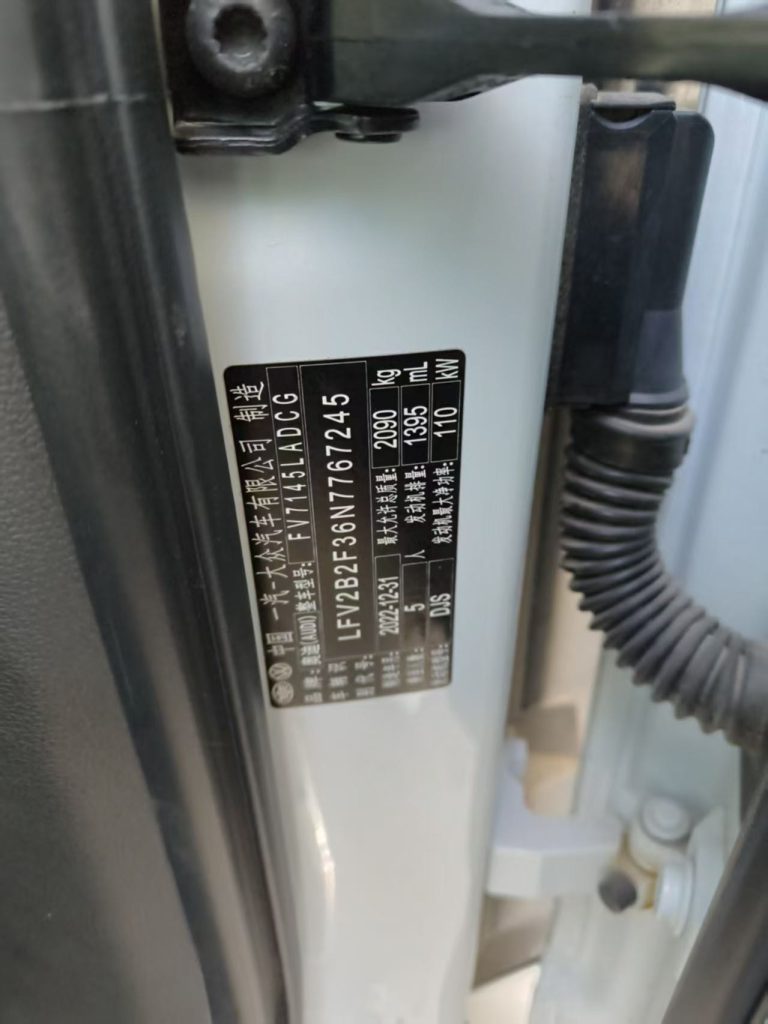 中国 一汽-大众汽车有限公司 制造
品牌:奥迪(AUDI) 整车型号: FV7145LADCG
车辆识别代号: LFV2B2F36N7767245
制造年月: 2022-12-31 最大允许总质量: 2090 kg
乘坐人数: 5 人 发动机排量: 1395 mL
发动机型号: DJS 发动机最大净功率: 110 kW